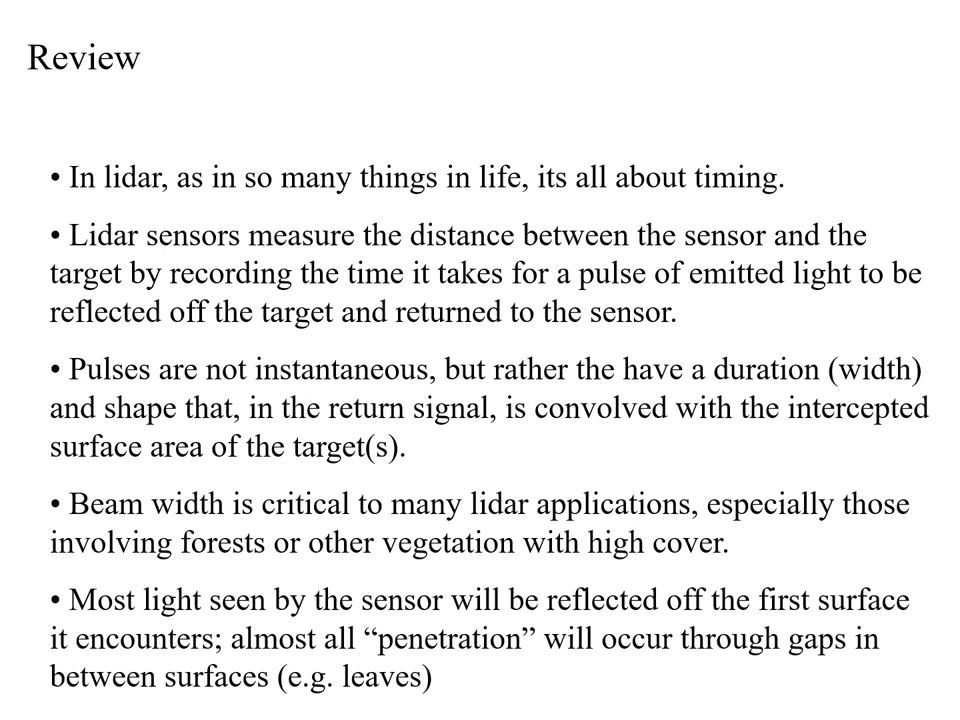 Review
• In lidar, as in so many things in life, its all about timing.
• Lidar sensors measure the distance between the sensor and the
target by recording the time it takes for a pulse of emitted light to be
reflected off the target and returned to the sensor.
• Pulses are not instantaneous, but rather the have a duration (width)
and shape that, in the return signal, is convolved with the intercepted
surface area of the target(s).
• Beam width is critical to many lidar applications, especially those
involving forests or other vegetation with high cover.
• Most light seen by the sensor will be reflected off the first surface
it encounters; almost all “penetration” will occur through gaps in
between surfaces (e.g. leaves)